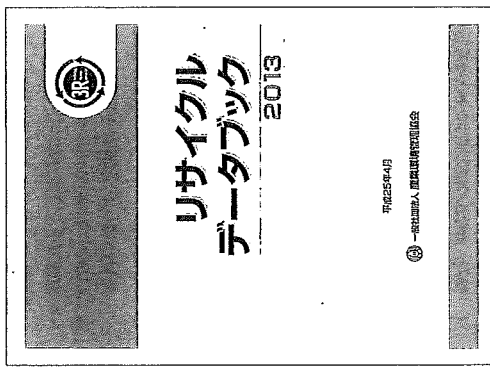 3R
リサイクル
データブック
2013
平成25年4月
一般社団法人 産業環境管理協会